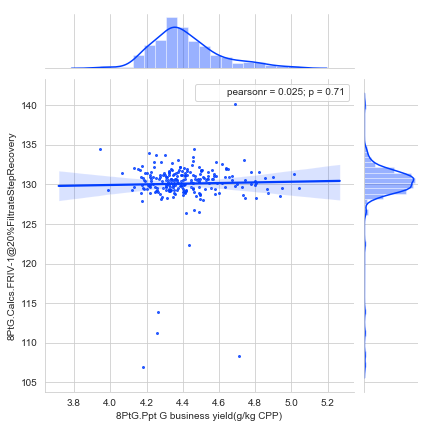 pearsonr = 0.025; p = 0.71
140
135
130
125
120
115
110
105
8PtG.Calcs.FRIV-1@20%FiltrateStepRecovery
3.8 4.0 4.2 4.4 4.6 4.8 5.0 5.2
8PtG.Ppt G business yield(g/kg CPP)